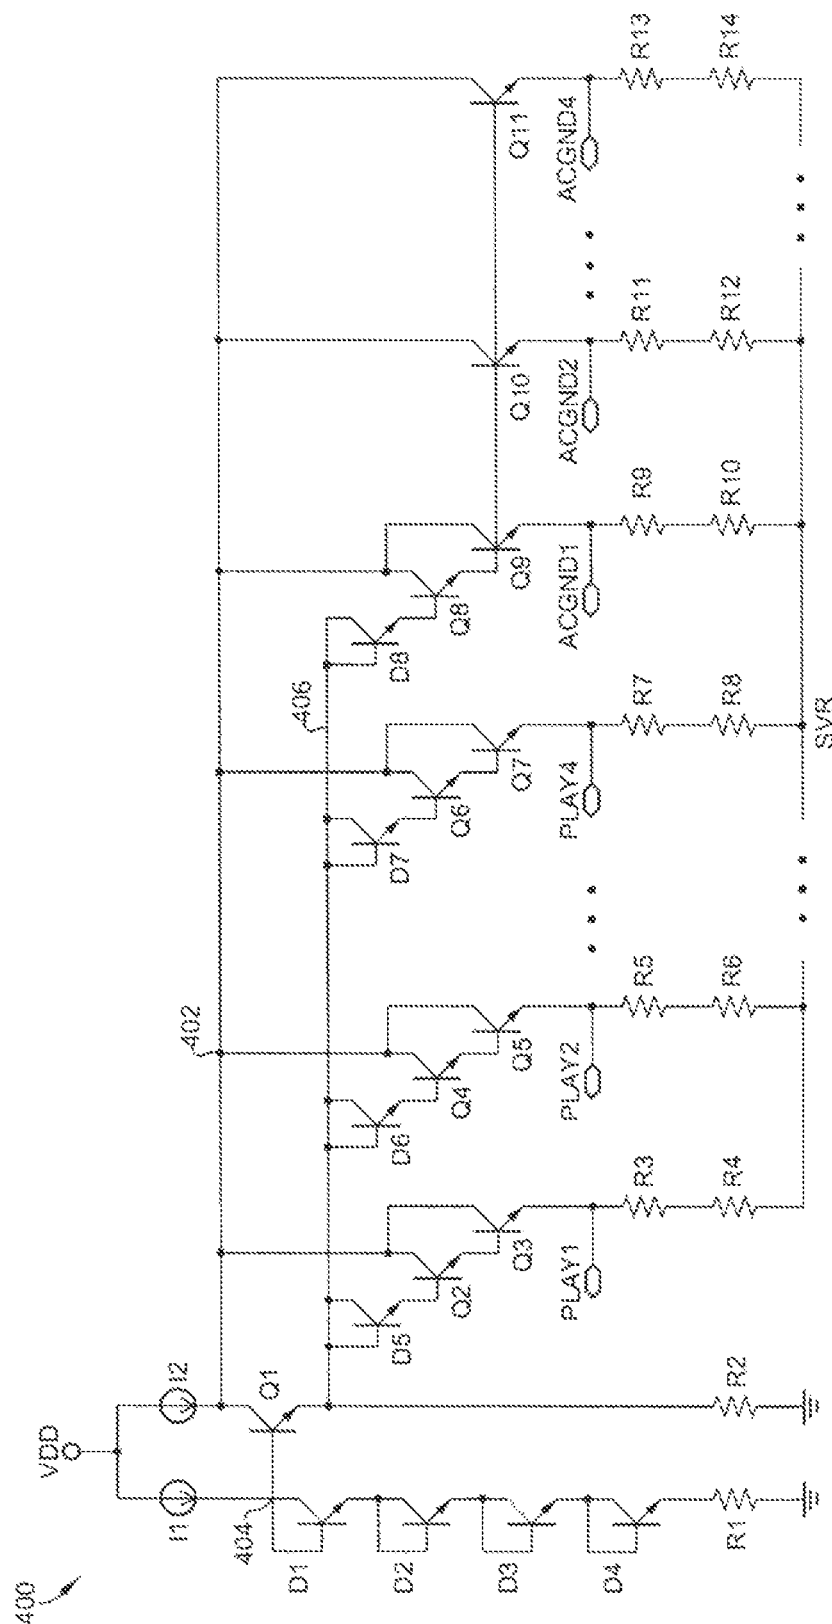 400
VDD
I1
I2
404
Q1
402
406
D1
D2
D3
D4
R1
R2
D5
Q2
Q3
PLAY1
R3
R4
D6
Q4
Q5
PLAY2
R5
R6
D7
Q6
Q7
PLAY4
R7
R8
SVR
D8
Q8
Q9
ACGND1
R9
R10
Q10
ACGND2
R11
R12
Q11
ACGND4
R13
R14